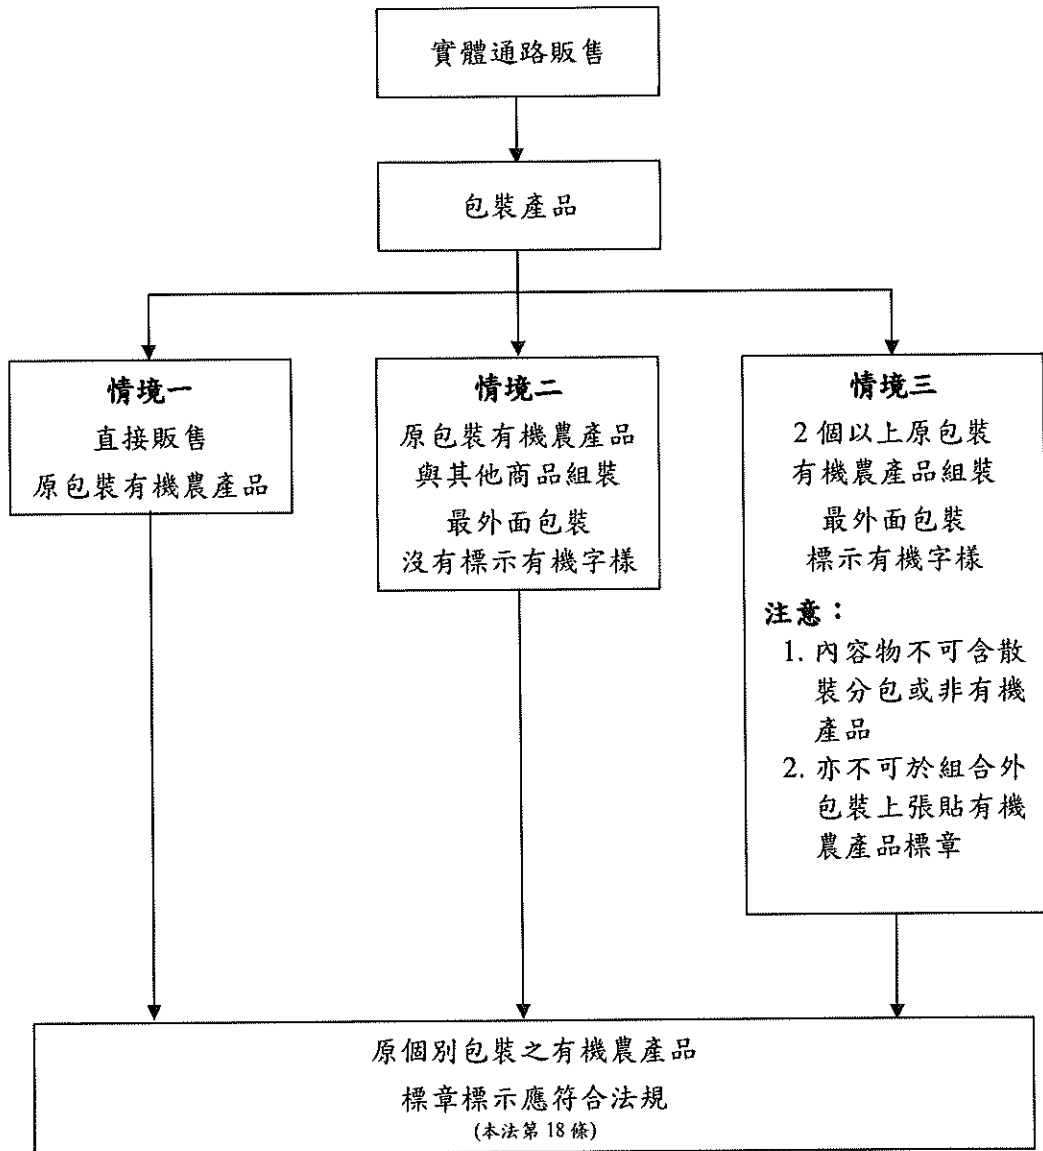 實體通路販售
包裝產品
情境一
直接販售
原包裝有機農產品
情境二
原包裝有機農產品
與其他商品組裝
最外面包裝
沒有標示有機字樣
情境三
2 個以上原包裝
有機農產品組裝
最外面包裝
標示有機字樣
注意：
1. 內容物不可含散
裝分包或非有機
產品
2. 亦不可於組合外
包裝上張貼有機
農產品標章
原個別包裝之有機農產品
標章標示應符合法規
(本法第 18 條)